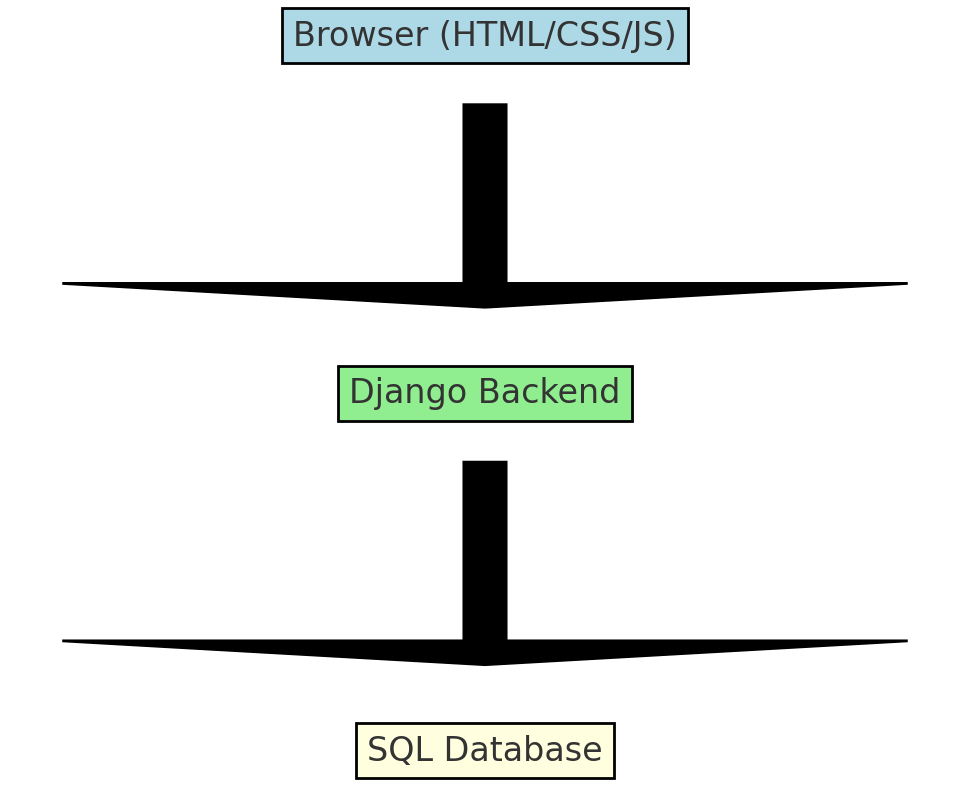 Browser (HTML/CSS/JS)
Django Backend
SQL Database